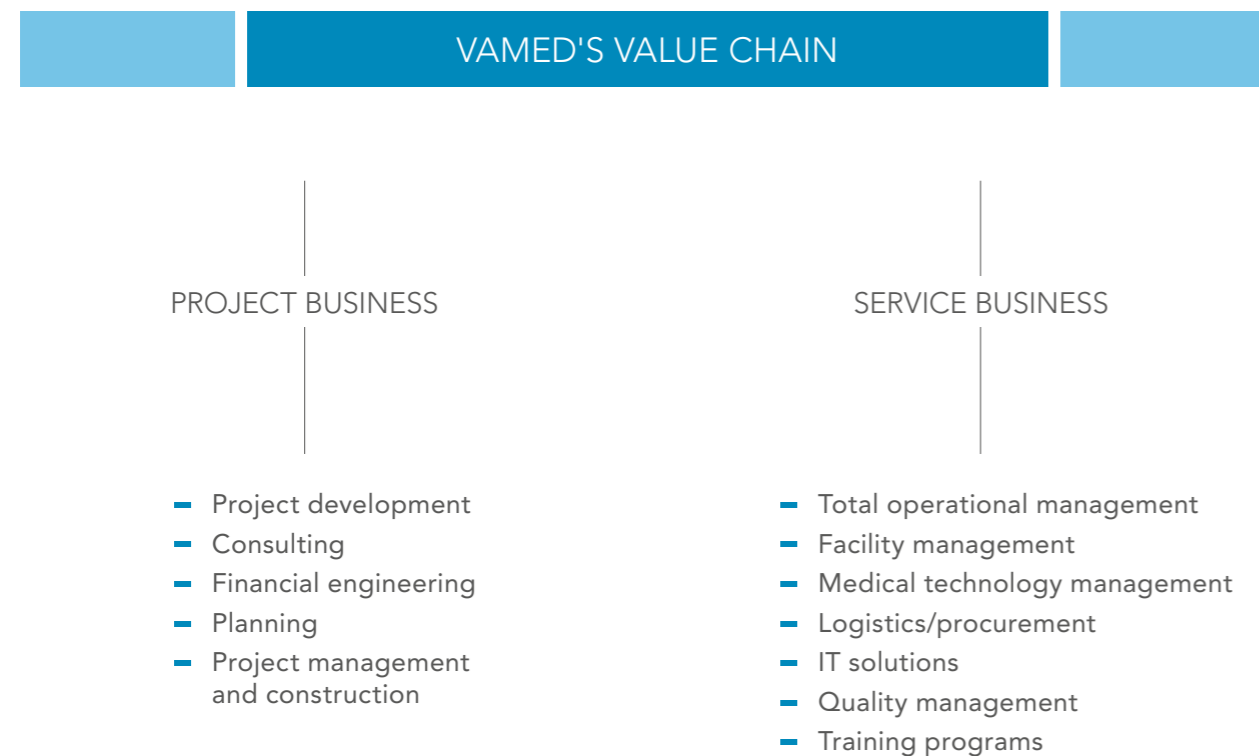 VAMED'S VALUE CHAIN
PROJECT BUSINESS
- Project development
- Consulting
- Financial engineering
- Planning
- Project management
and construction
SERVICE BUSINESS
- Total operational management
- Facility management
- Medical technology management
- Logistics/procurement
- IT solutions
- Quality management
- Training programs